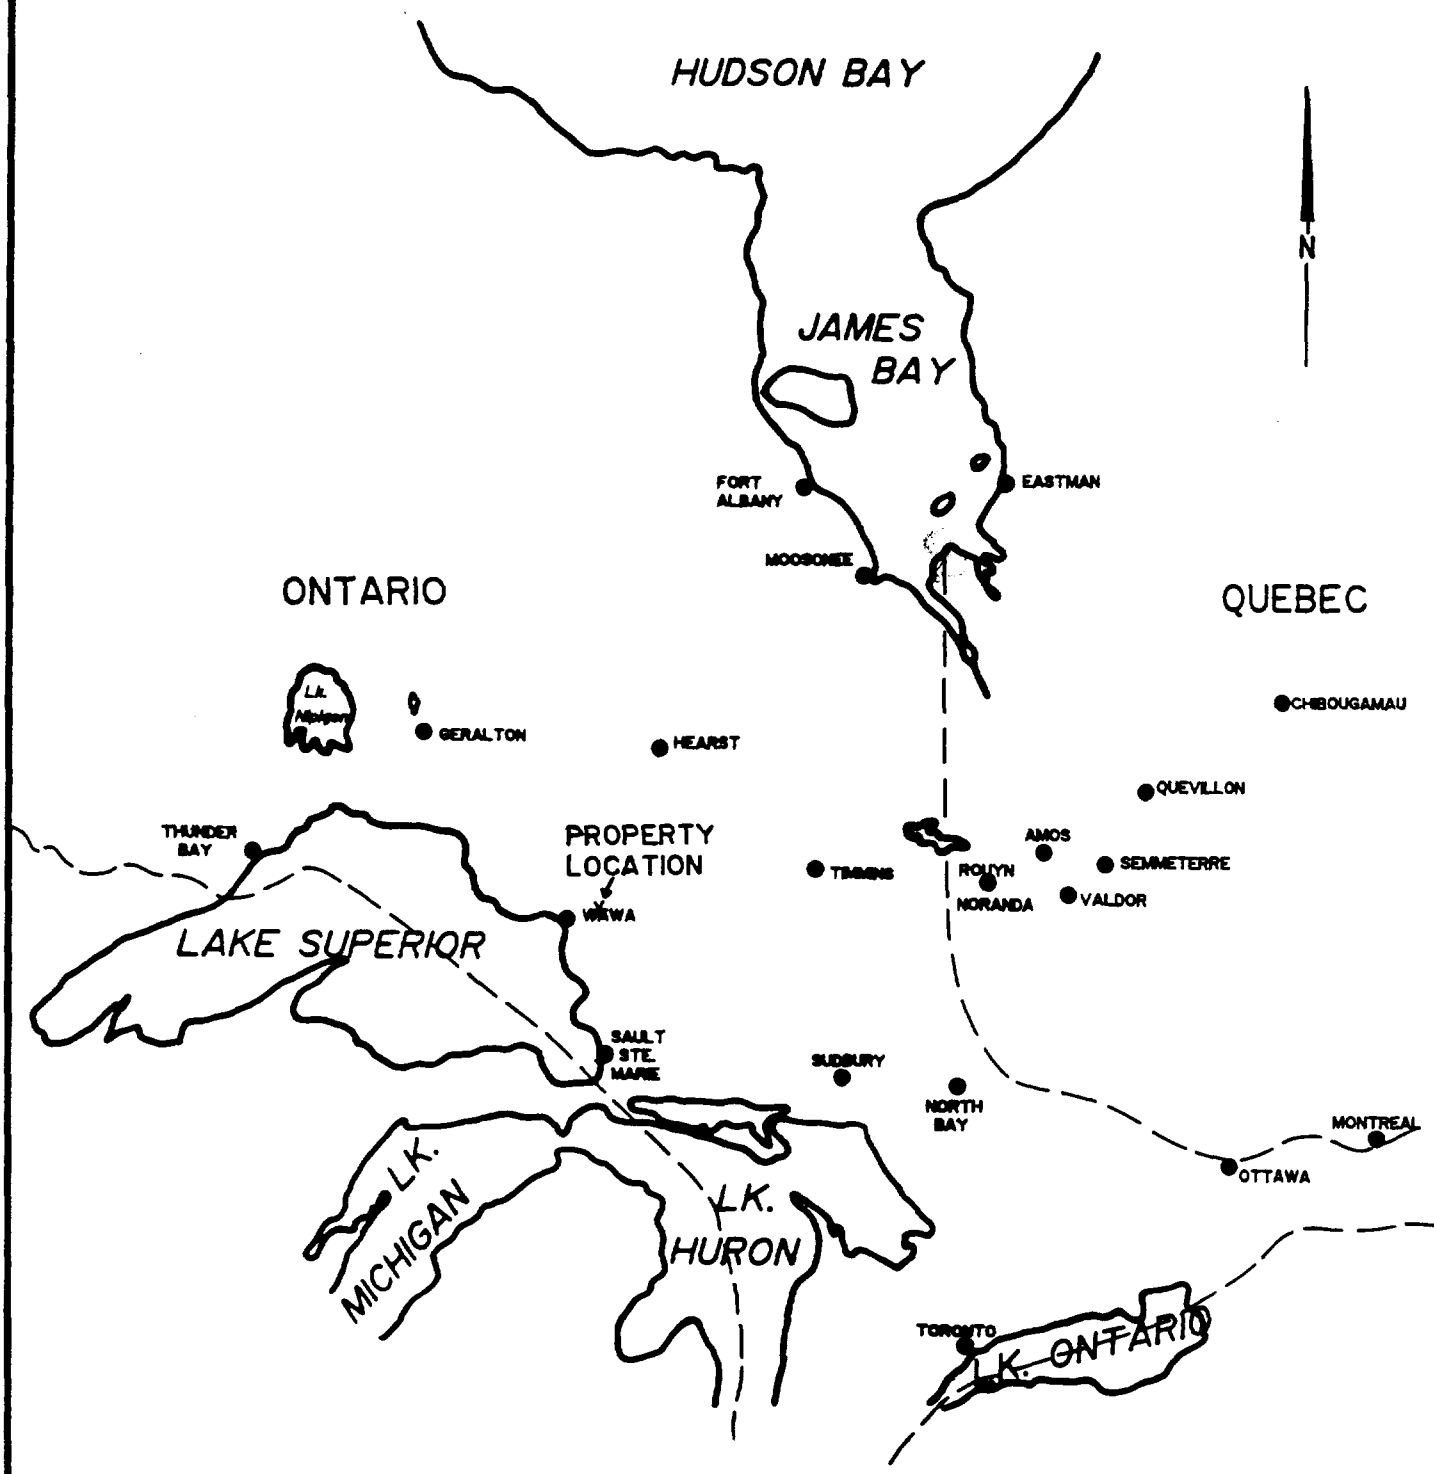 HUDSON BAY
N
JAMES
BAY
FORT
ALBANY
EASTMAN
MOOSONEE
ONTARIO
QUEBEC
Lk.
Nipigon
GERALTON
HEARST
CHIBOUGAMAU
QUEVILLON
THUNDER
BAY
PROPERTY
LOCATION
TIMMINS
AMOS
ROUYN
NORANDA
SEMMETERRE
VALDOR
WAWA
LAKE SUPERIOR
SAULT
STE.
MARIE
SUDBURY
NORTH
BAY
MONTREAL
OTTAWA
LK.
MICHIGAN
LK.
HURON
TORONTO
LK. ONTARIO